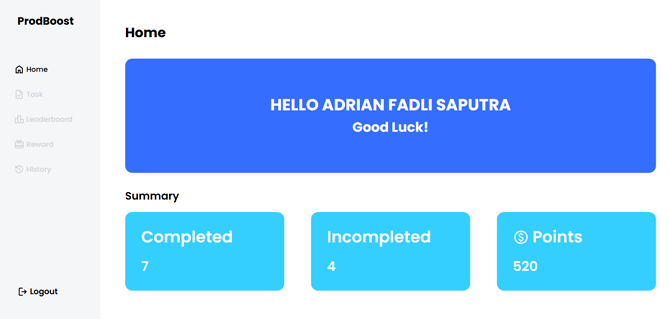 ProdBoost
Home
Task
Leaderboard
Reward
History
Logout
Home
HELLO ADRIAN FADLI SAPUTRA
Good Luck!
Summary
Completed
7
Incompleted
4
Points
520